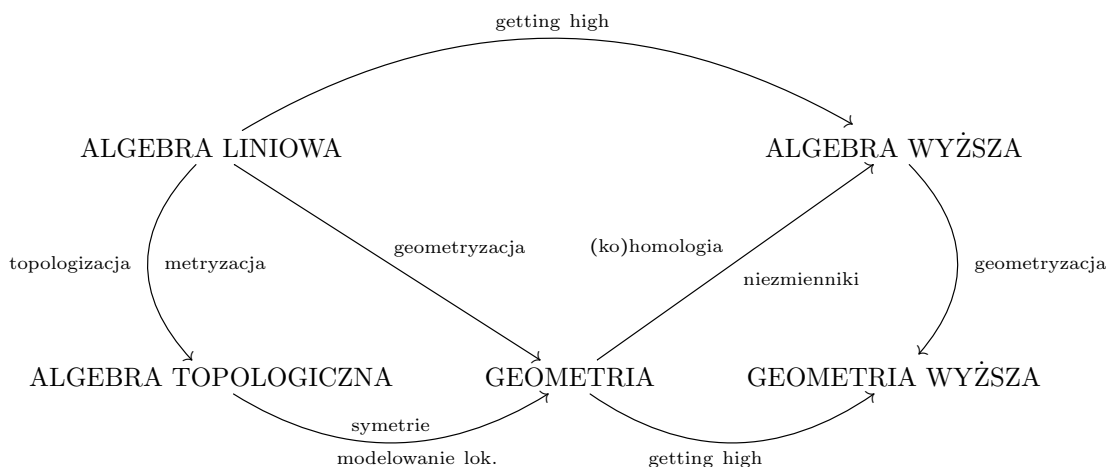 getting high
ALGEBRA LINIOWA
ALGEBRA WYŻSZA
geometryzacja
(ko)homologia
topologizacja
metryzacja
geometryzacja
niezmienniki
ALGEBRA TOPOLOGICZNA
GEOMETRIA
GEOMETRIA WYŻSZA
symetrie
modelowanie lok.
getting high